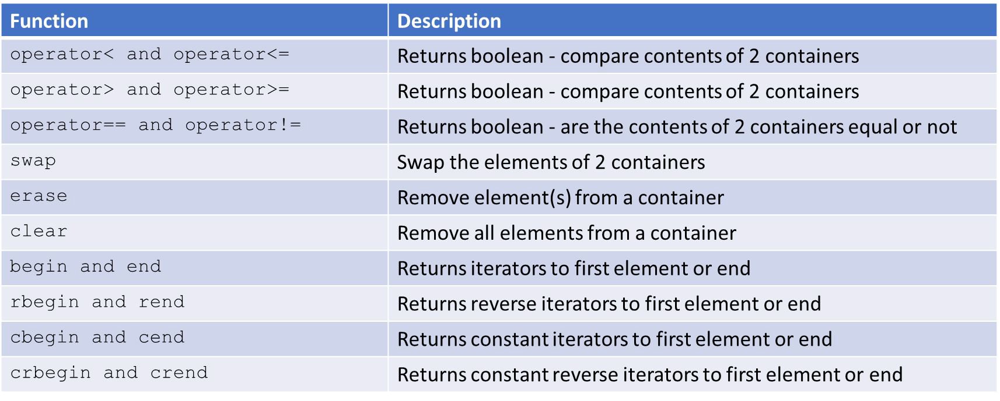 Function Description
operator< and operator<= Returns boolean - compare contents of 2 containers
operator> and operator>= Returns boolean - compare contents of 2 containers
operator== and operator!= Returns boolean - are the contents of 2 containers equal or not
swap Swap the elements of 2 containers
erase Remove element(s) from a container
clear Remove all elements from a container
begin and end Returns iterators to first element or end
rbegin and rend Returns reverse iterators to first element or end
cbegin and cend Returns constant iterators to first element or end
crbegin and crend Returns constant reverse iterators to first element or end